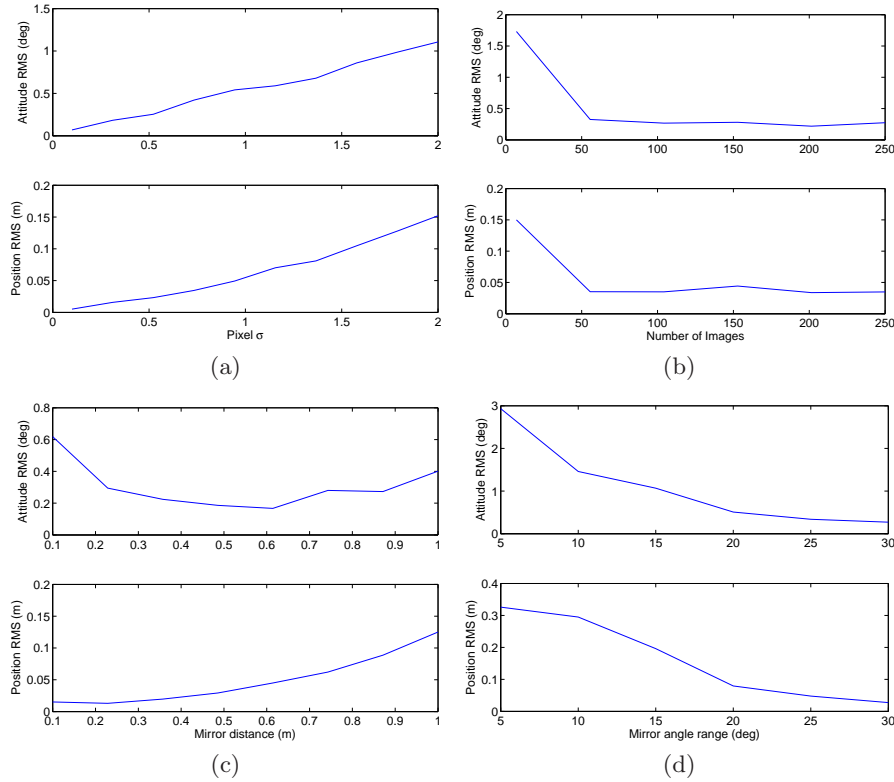 1.5
1
0.5
0
Attitude RMS (deg)
0 0.5 1 1.5 2
0.2
0.15
0.1
0.05
0
Position RMS (m)
0 0.5 1 1.5 2
Pixel σ
(a)
2
1.5
1
0.5
0
Attitude RMS (deg)
0 50 100 150 200 250
0.2
0.15
0.1
0.05
0
Position RMS (m)
0 50 100 150 200 250
Number of Images
(b)
0.8
0.6
0.4
0.2
0
Attitude RMS (deg)
0.1 0.2 0.3 0.4 0.5 0.6 0.7 0.8 0.9 1
0.2
0.15
0.1
0.05
0
Position RMS (m)
0.1 0.2 0.3 0.4 0.5 0.6 0.7 0.8 0.9 1
Mirror distance (m)
(c)
3
2
1
0
Attitude RMS (deg)
5 10 15 20 25 30
0.4
0.3
0.2
0.1
0
Position RMS (m)
5 10 15 20 25 30
Mirror angle range (deg)
(d)